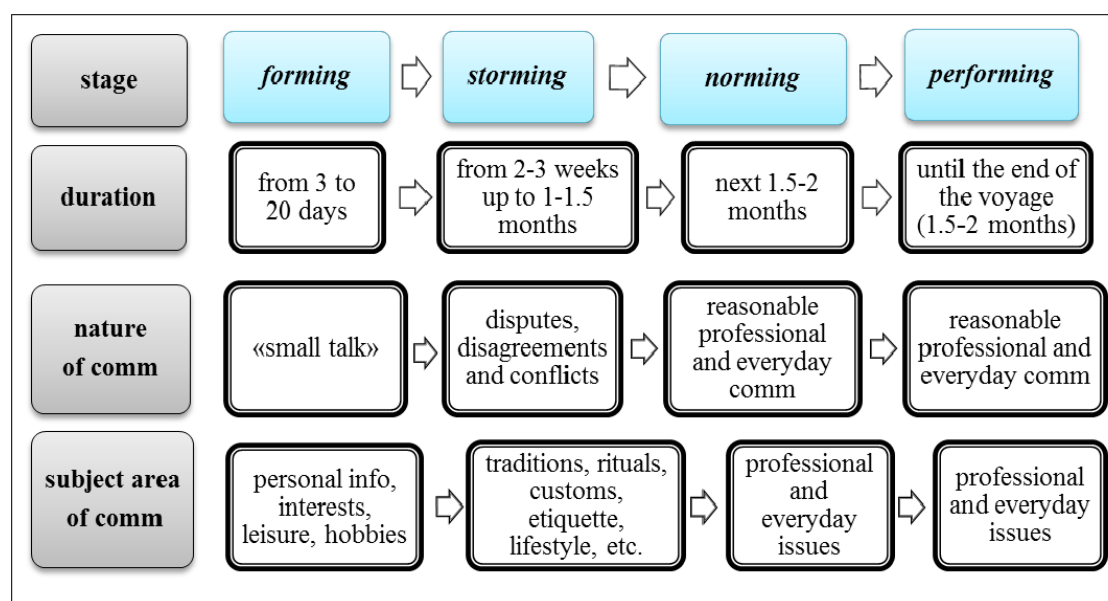 stage
forming
storming
norming
performing
duration
from 3 to
20 days
from 2-3 weeks
up to 1-1.5
months
next 1.5-2
months
until the end of
the voyage
(1.5-2 months)
nature
of comm
«small talk»
disputes,
disagreements
and conflicts
reasonable
professional
and everyday
comm
reasonable
professional and
everyday comm
subject area
of comm
personal info,
interests,
leisure, hobbies
traditions, rituals,
customs,
etiquette,
lifestyle, etc.
professional
and
everyday
issues
professional
and everyday
issues